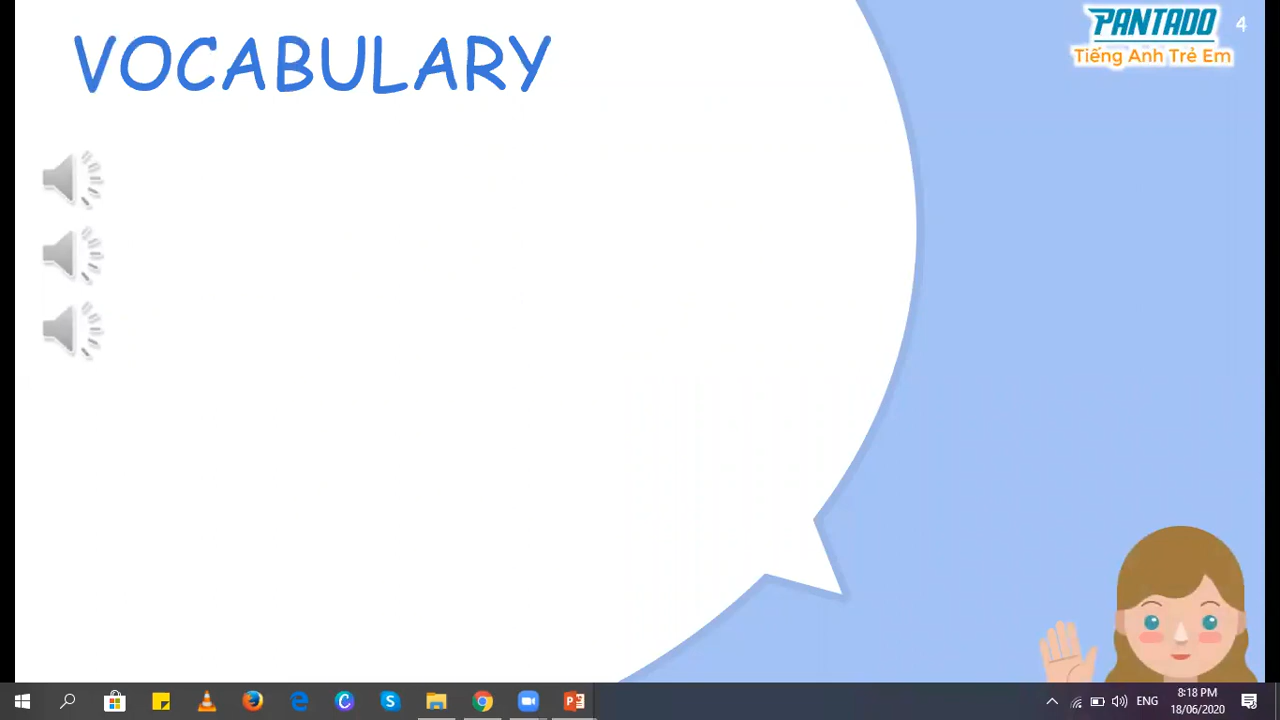 VOCABULARY
PANTADO
4
Tiếng Anh Trẻ Em
ENG
8:18 PM
18/06/2020